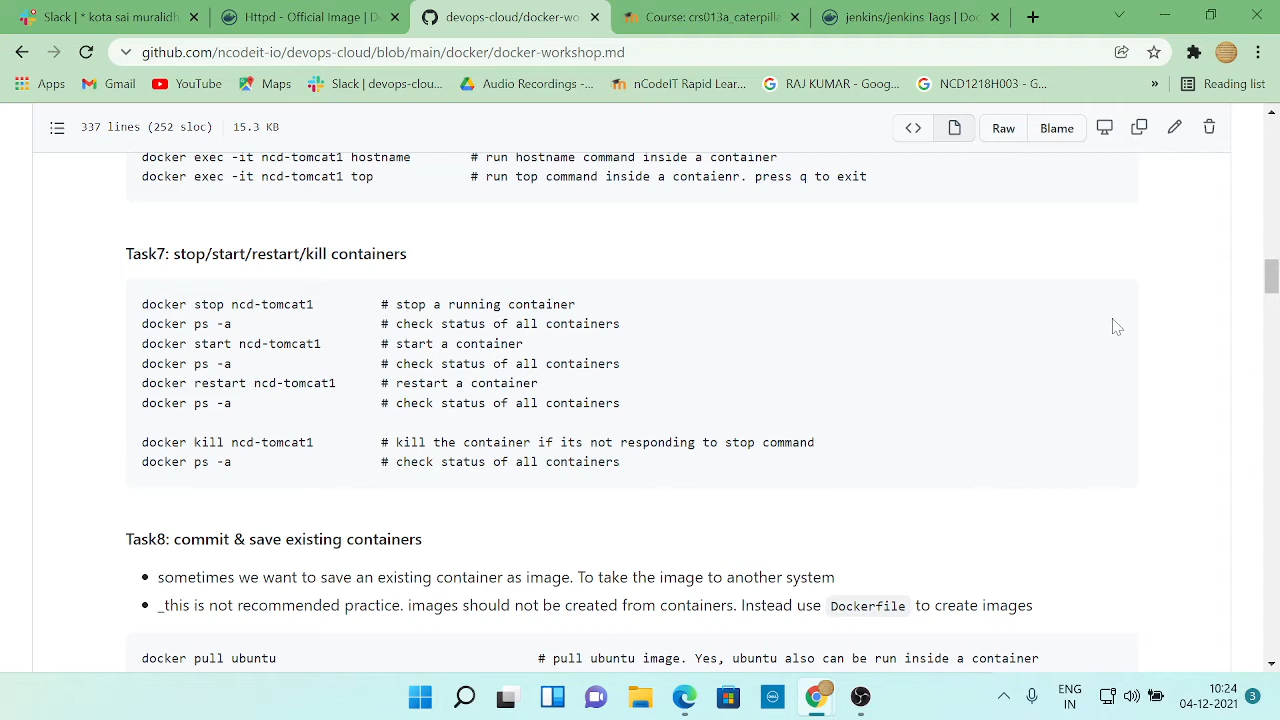 Slack | * kota sai muralidh
Httpd - Official Image | Do
devops-cloud/docker-wo
Course: crs013a_caterpilla
jenkins/jenkins Tags | Doc
github.com/ncodeit-io/devops-cloud/blob/main/docker/docker-workshop.md
Apps
Gmail
YouTube
Maps
Slack | devops-clou...
Audio Recordings -...
nCodeIT Rapid Lear...
RAJ KUMAR - Goog...
NCD1218H003 - G...
»
Reading list
337 lines (252 sloc)
15.3 KB
Raw
Blame
docker exec -it ncd-tomcat1 hostname # run hostname command inside a container
docker exec -it ncd-tomcat1 top # run top command inside a contaienr. press q to exit
Task7: stop/start/restart/kill containers
docker stop ncd-tomcat1 # stop a running container
docker ps -a # check status of all containers
docker start ncd-tomcat1 # start a container
docker ps -a # check status of all containers
docker restart ncd-tomcat1 # restart a container
docker ps -a # check status of all containers
docker kill ncd-tomcat1 # kill the container if its not responding to stop command
docker ps -a # check status of all containers
Task8: commit & save existing containers
sometimes we want to save an existing container as image. To take the image to another system
_this is not recommended practice. images should not be created from containers. Instead use Dockerfile to create images
docker pull ubuntu # pull ubuntu image. Yes, ubuntu also can be run inside a container
DELL
ENG
IN
10:24
04-12-2021
3